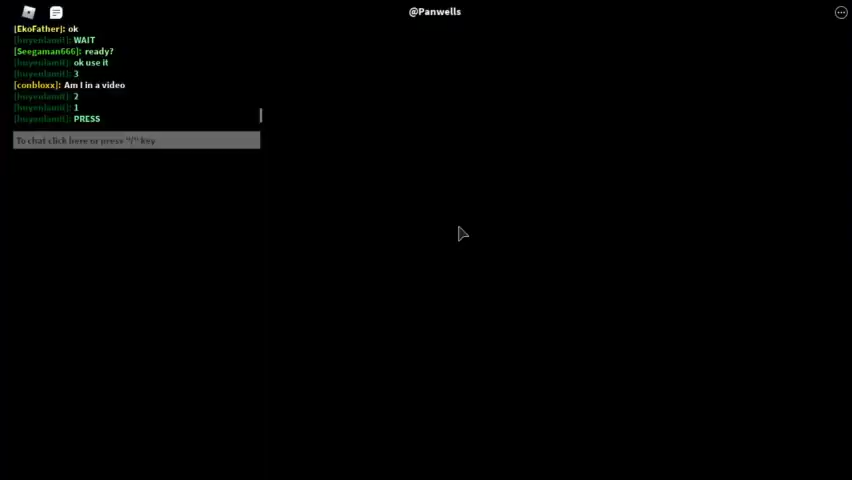 @Panwells
[EkoFather]: ok
WAIT
[Seegaman666]: ready?
ok use it
3
[conbloxx]: Am I in a video
2
1
PRESS
To chat click here or press "/" key